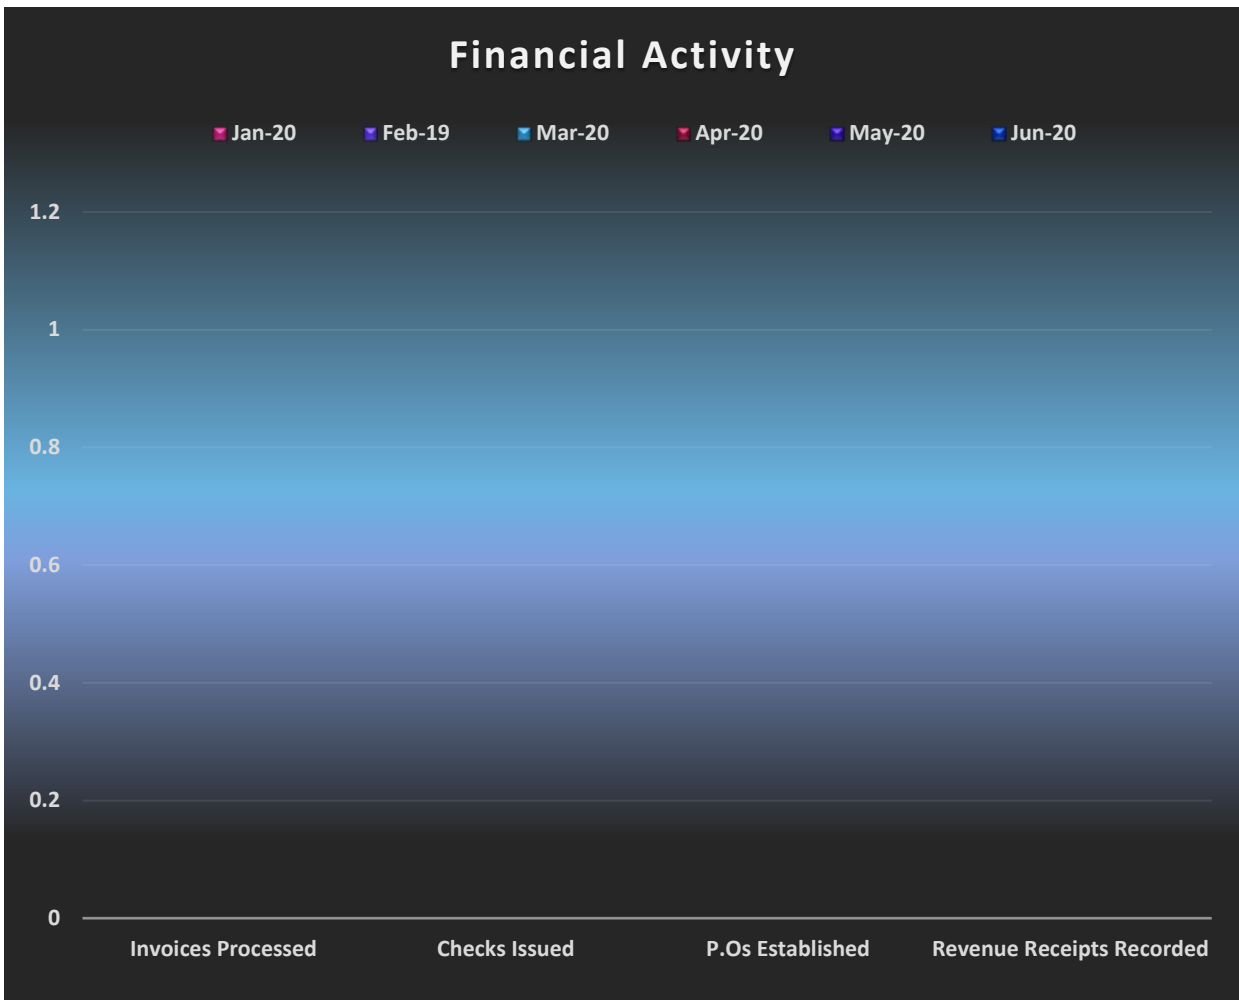 Financial Activity
Jan-20 Feb-19 Mar-20 Apr-20 May-20 Jun-20
1.2
1
0.8
0.6
0.4
0.2
0
Invoices Processed Checks Issued P.Os Established Revenue Receipts Recorded